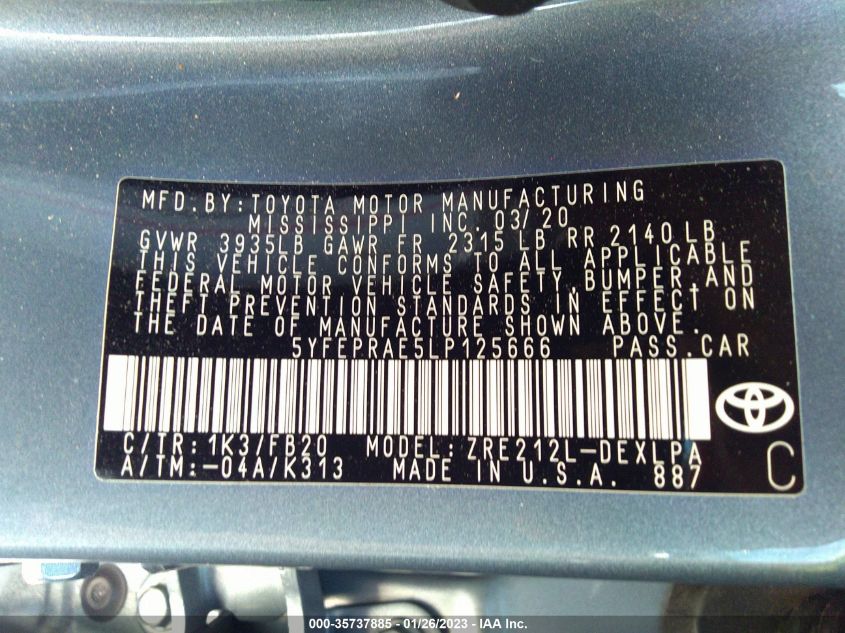 MFD. BY: TOYOTA MOTOR MANUFACTURING
MISSISSIPPI INC. 03/20
GVWR 3935LB GAWR FR 2315 LB RR 2140 LB
THIS VEHICLE CONFORMS TO ALL APPLICABLE
FEDERAL MOTOR VEHICLE SAFETY, BUMPER, AND
THEFT PREVENTION STANDARDS IN EFFECT ON
THE DATE OF MANUFACTURE SHOWN ABOVE.
5YFEPRAE5LP125666 PASS. CAR
C/TR: 1K3/FB20 MODEL: ZRE212L-DEXLPA
A/TM: -04A/K313 MADE IN U.S.A. 887
C
000-35737885 - 01/26/2023 - IAA Inc.